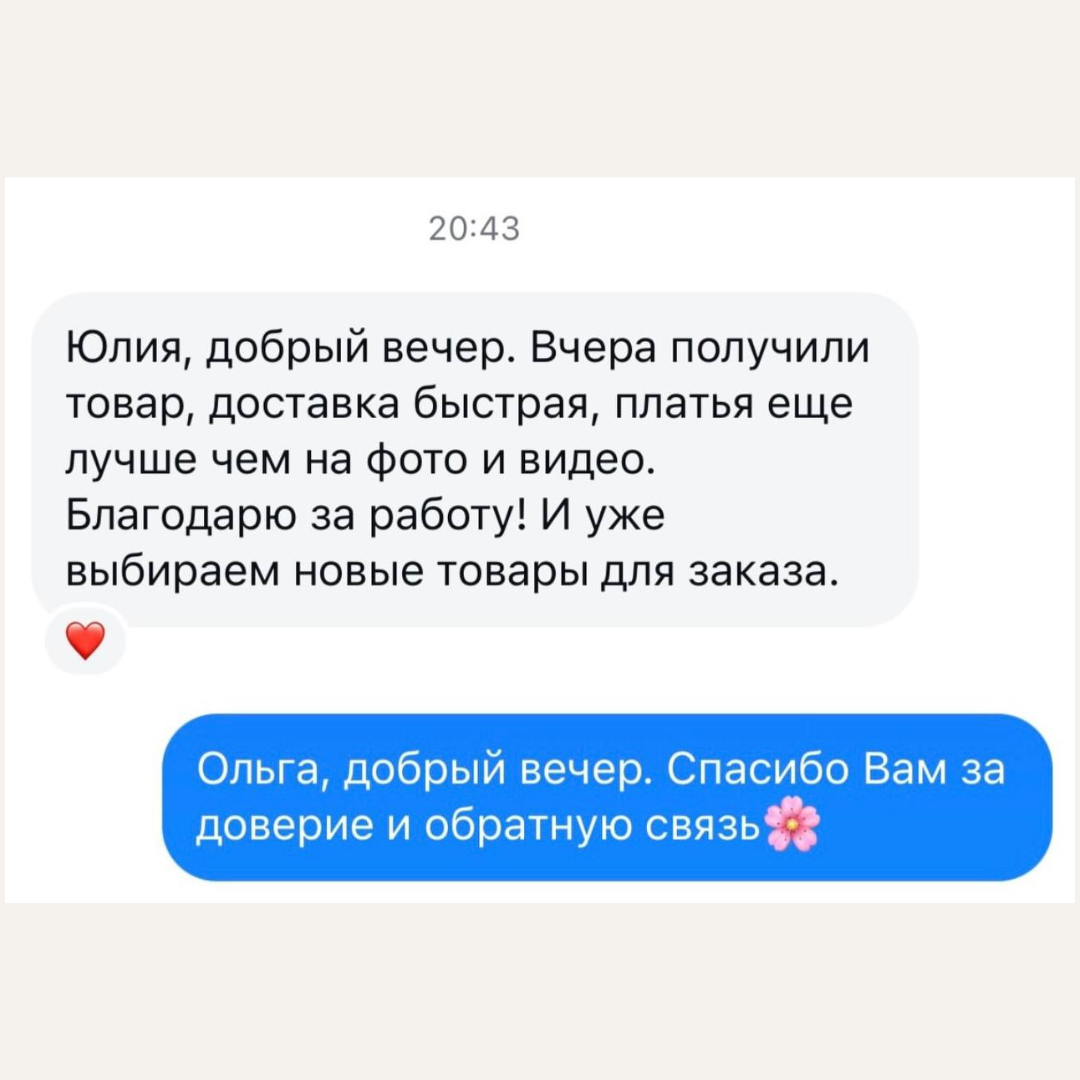 20:43
Юлия, добрый вечер. Вчера получили
товар, доставка быстрая, платья еще
лучше чем на фото и видео.
Благодарю за работу! И уже
выбираем новые товары для заказа.
Ольга, добрый вечер. Спасибо Вам за
доверие и обратную связь🌸